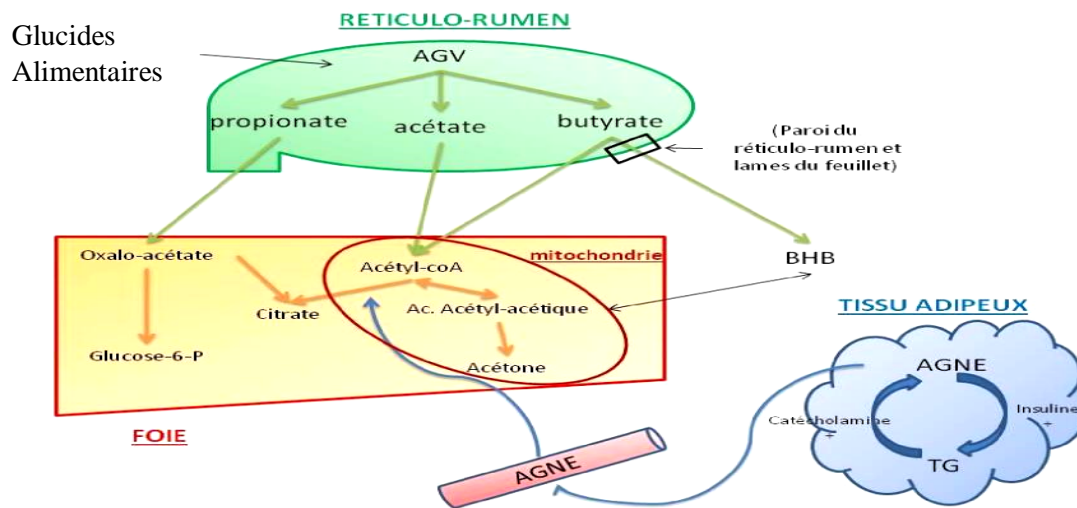 RETICULO-RUMEN
Glucides
Alimentaires
AGV
propionate
acétate
butyrate
(Paroi du
réticulo-rumen et
lames du feuillet)
Oxalo-acétate
mitochondrie
Acétyl-coA
BHB
Citrate
Ac. Acétyl-acétique
Glucose-6-P
Acétone
FOIE
TISSU ADIPEUX
AGNE
Catécholamine
+
Insuline
+
TG
AGNE